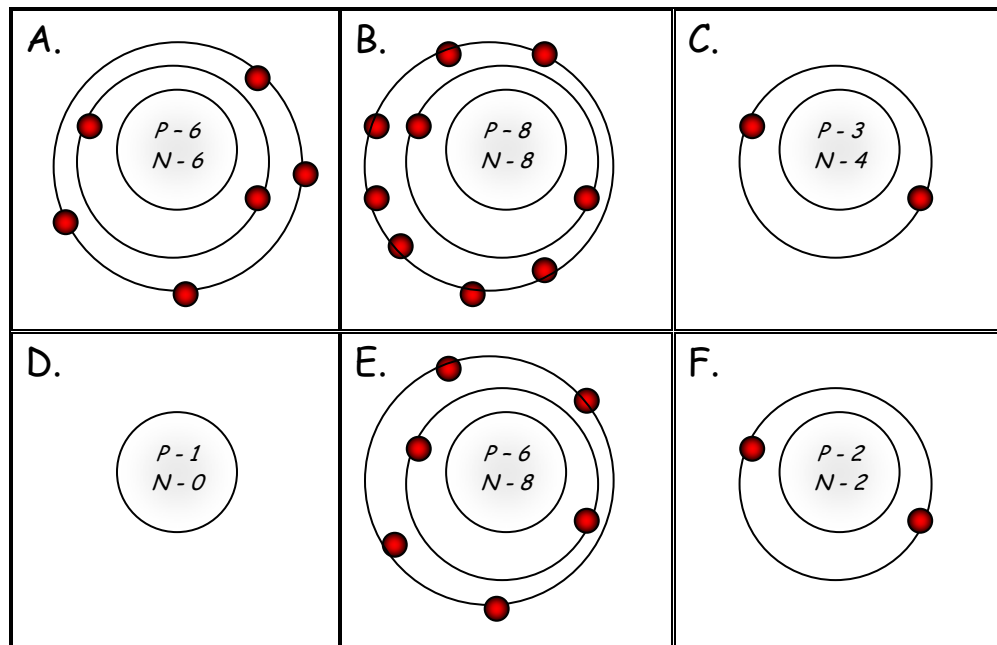 A.
P - 6
N - 6
B.
P - 8
N - 8
C.
P - 3
N - 4
D.
P - 1
N - 0
E.
P - 6
N - 8
F.
P - 2
N - 2